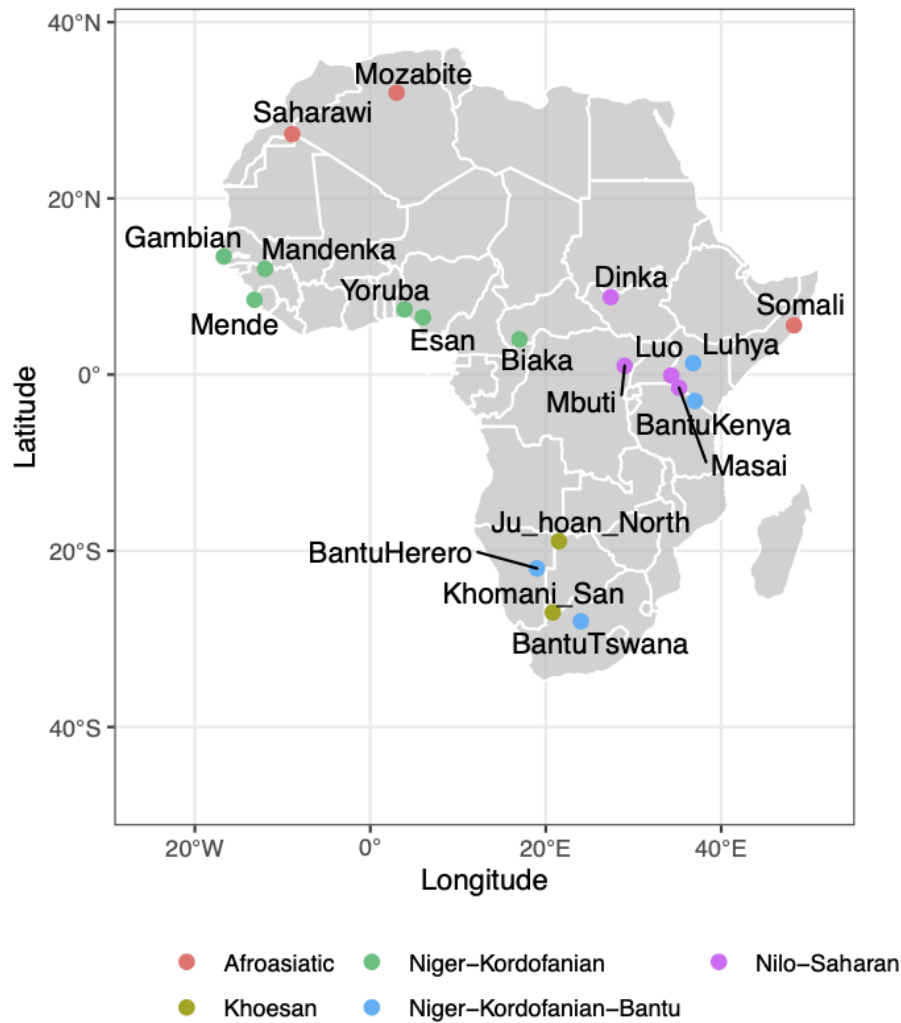 40°N
Mozabite
Saharawi
20°N
Gambian
Mandenka
Dinka
Yoruba
Somali
Mende
Esan
Luo
Luhya
Biaka
0°
Mbuti
BantuKenya
Masai
Ju_hoan_North
20°S
BantuHerero
Khomani_San
BantuTswana
40°S
Latitude
20°W 0° 20°E 40°E
Longitude
Afroasiatic Niger–Kordofanian Nilo–Saharan
Khoesan Niger–Kordofanian–Bantu